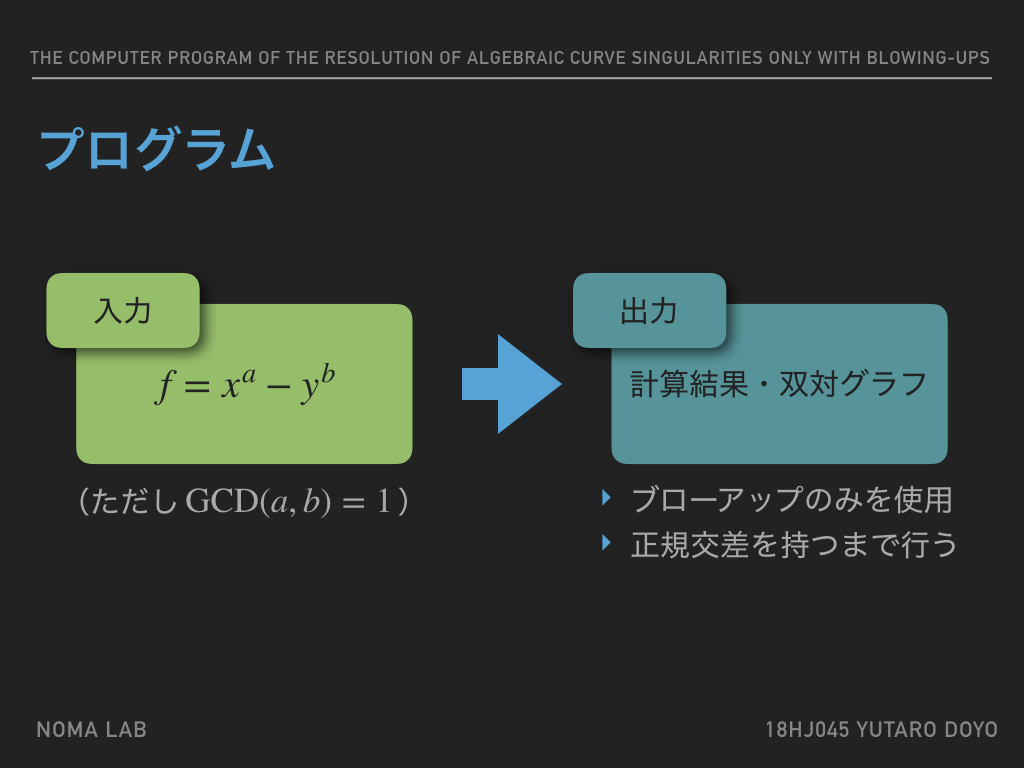 THE COMPUTER PROGRAM OF THE RESOLUTION OF ALGEBRAIC CURVE SINGULARITIES ONLY WITH BLOWING-UPS
プログラム
入力
f = x^a − y^b
（ただし GCD(a, b) = 1）
出力
計算結果・双対グラフ
ブローアップのみを使用
正規交差を持つまで行う
NOMA LAB
18HJ045 YUTARO DOYO